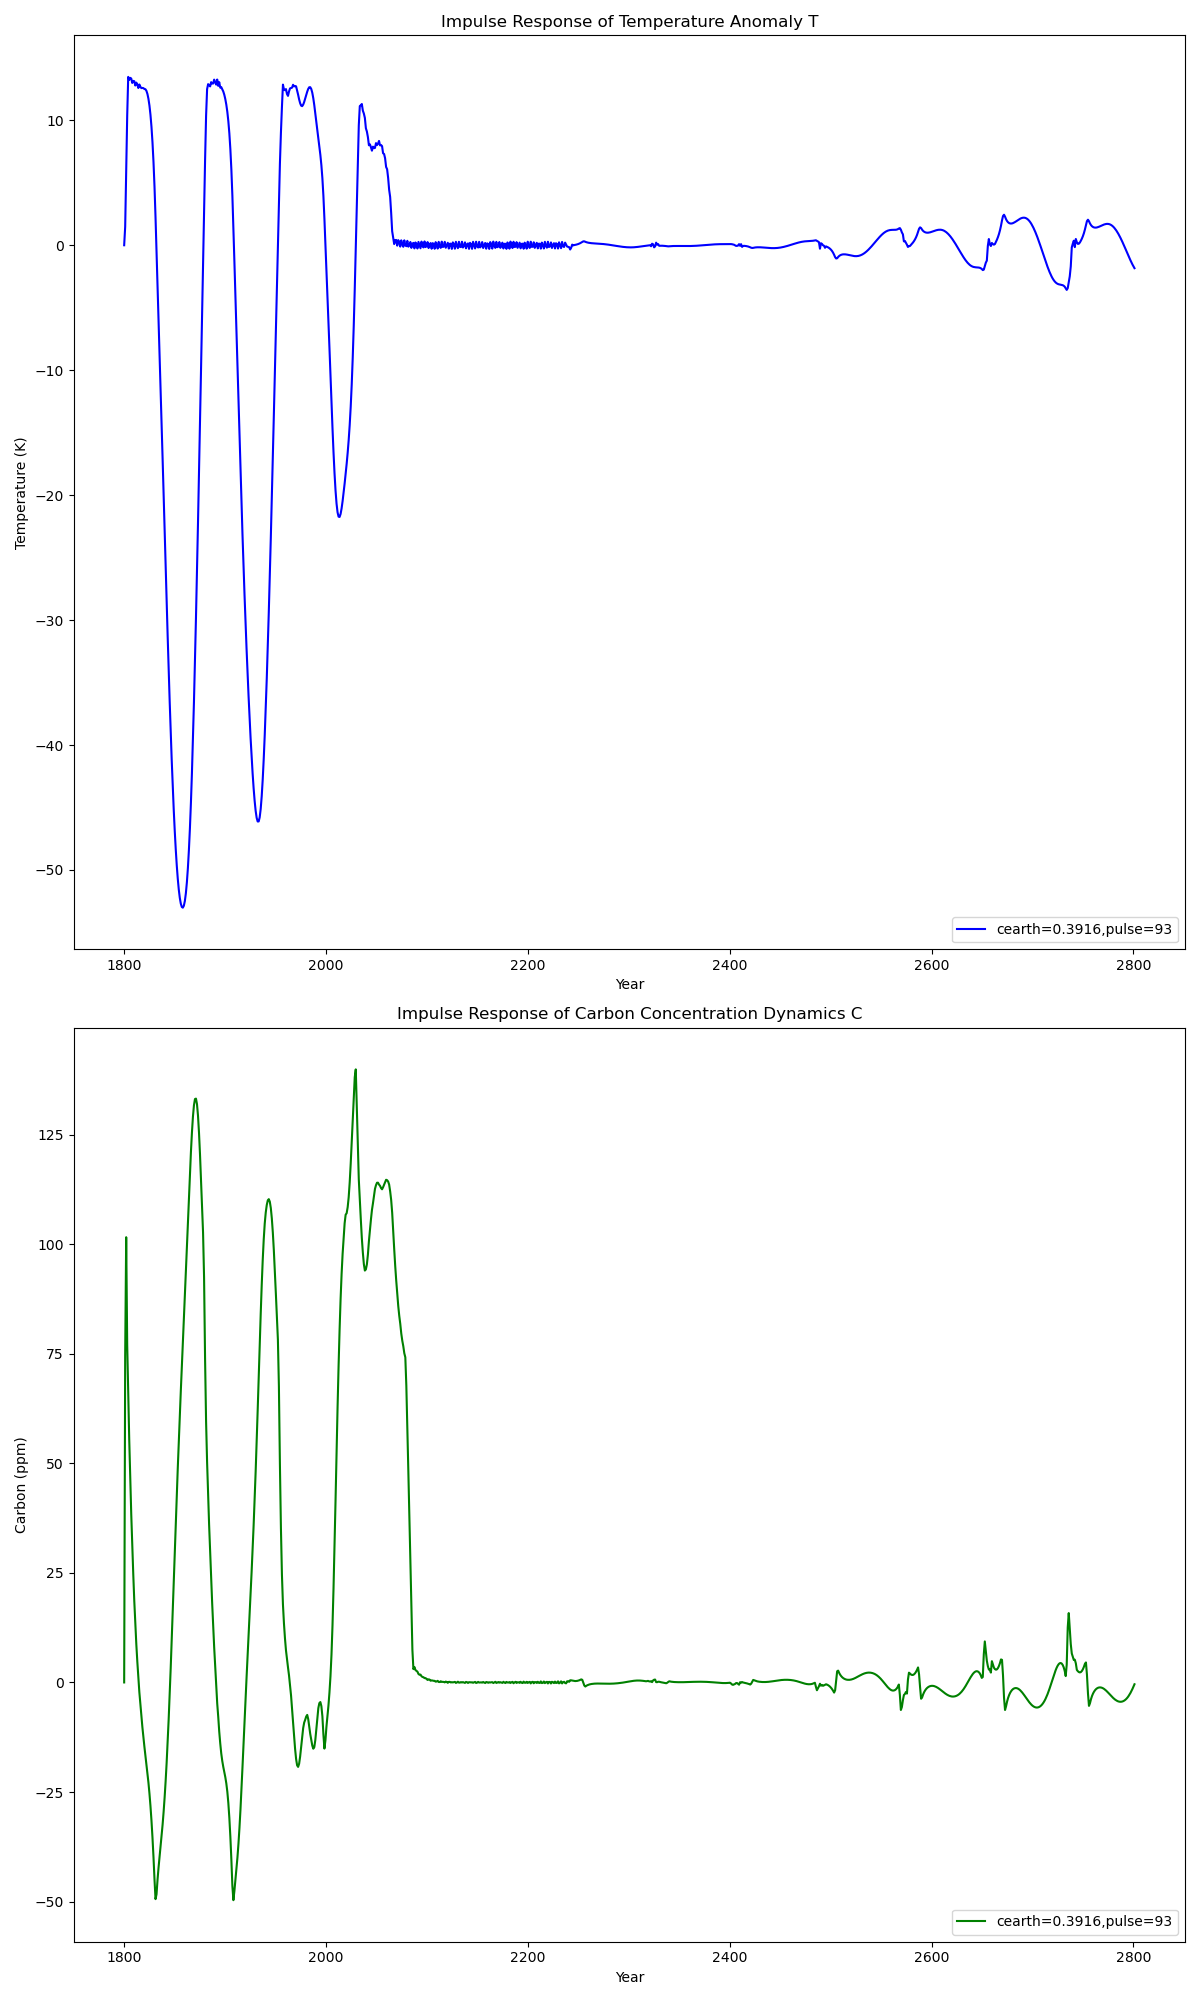 Impulse Response of Temperature Anomaly T
10
0
−10
−20
−30
−40
−50
Temperature (K)
cearth=0.3916,pulse=93
1800 2000 2200 2400 2600 2800
Year
Impulse Response of Carbon Concentration Dynamics C
125
100
75
50
25
0
−25
−50
Carbon (ppm)
cearth=0.3916,pulse=93
1800 2000 2200 2400 2600 2800
Year